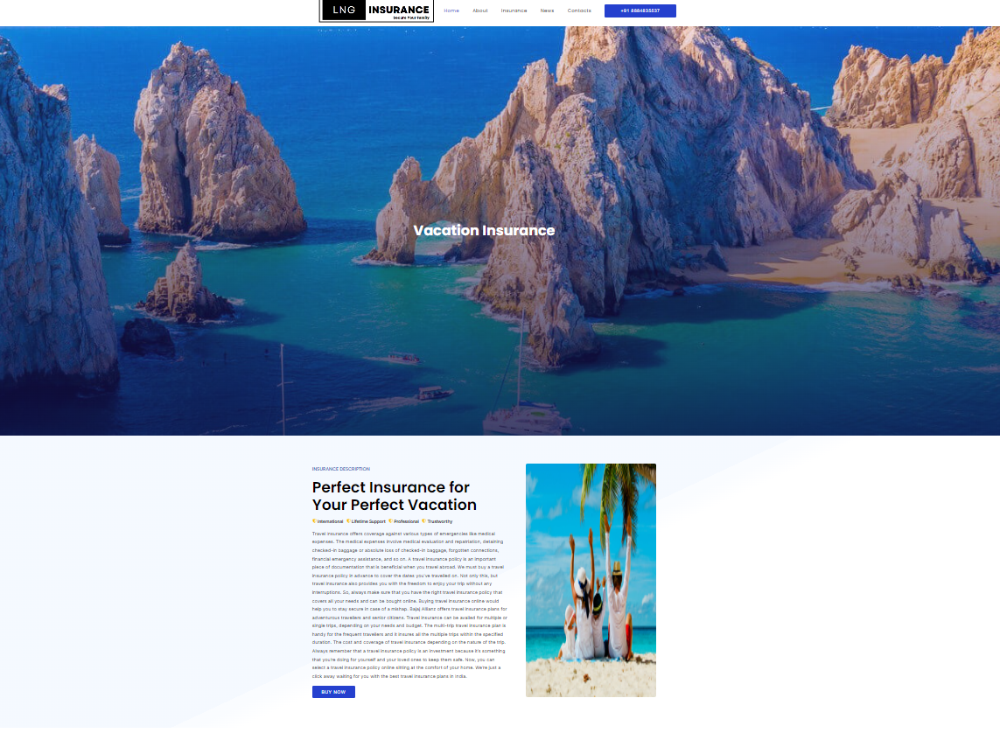 LNG INSURANCE
Secure Your Family
Home About Insurance News Contacts +91 8884855537
Vacation Insurance
INSURANCE DESCRIPTION
Perfect Insurance for
Your Perfect Vacation
International Lifetime Support Professional Trustworthy
Travel insurance offers coverage against various types of emergencies like medical
expenses. The medical expenses involve medical evaluation and repatriation, detaining
checked-in baggage or absolute loss of checked-in baggage, forgotten connections,
financial emergency assistance, and so on. A travel insurance policy is an important
piece of documentation that is beneficial when you travel abroad. We must buy a travel
insurance policy in advance to cover the dates you've travelled on. Not only this, but
travel insurance also provides you with the freedom to enjoy your trip without any
interruptions. So, always make sure that you have the right travel insurance policy that
covers all your needs and can be bought online. Buying travel insurance online would
help you to stay secure in case of a mishap. Bajaj Allianz offers travel insurance plans for
adventurous travellers and senior citizens. Travel insurance can be availed for multiple or
single trips, depending on your needs and budget. The multi-trip travel insurance plan is
handy for the frequent travellers and it insures all the multiple trips within the specified
duration. The cost and coverage of travel insurance depending on the nature of the trip.
Always remember that a travel insurance policy is an investment because it's something
that you're doing for yourself and your loved ones to keep them safe. Now, you can
select a travel insurance policy online sitting at the comfort of your home. We're just a
click away waiting for you with the best travel insurance plans in India.
BUY NOW